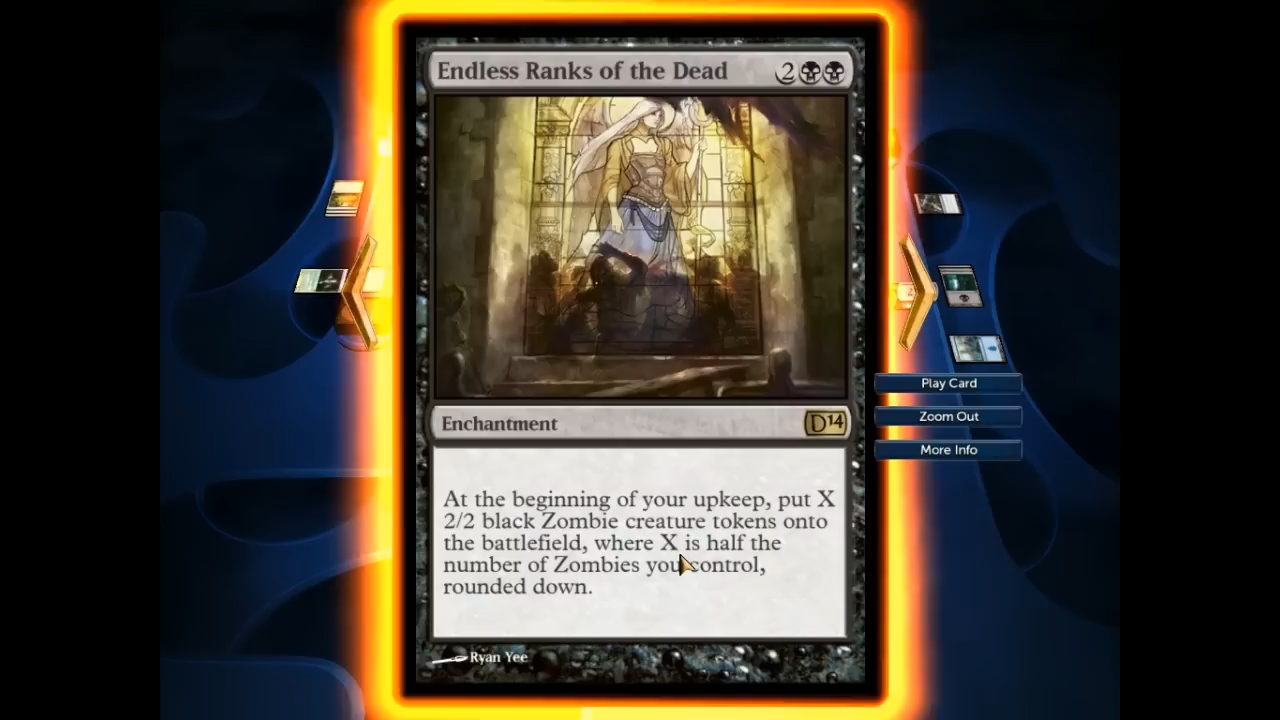 Endless Ranks of the Dead 2
Enchantment D14
At the beginning of your upkeep, put X
2/2 black Zombie creature tokens onto
the battlefield, where X is half the
number of Zombies you control,
rounded down.
Ryan Yee
Play Card
Zoom Out
More Info